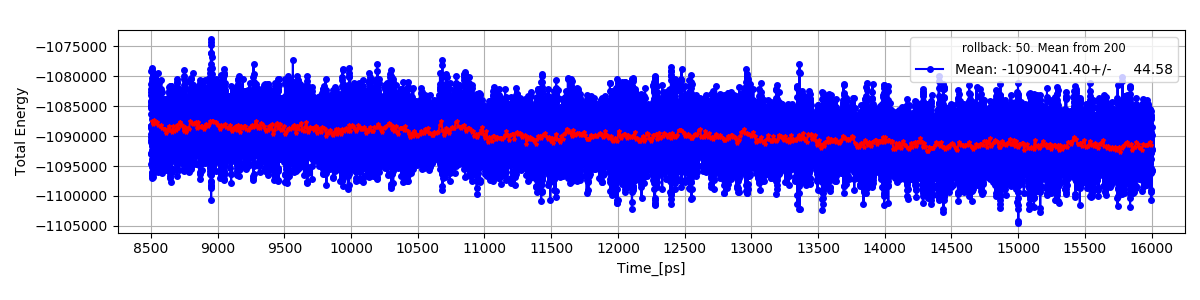 rollback: 50. Mean from 200
Mean: -1090041.40+/- 44.58
Total Energy
−1075000
−1080000
−1085000
−1090000
−1095000
−1100000
−1105000
8500 9000 9500 10000 10500 11000 11500 12000 12500 13000 13500 14000 14500 15000 15500 16000
Time_[ps]